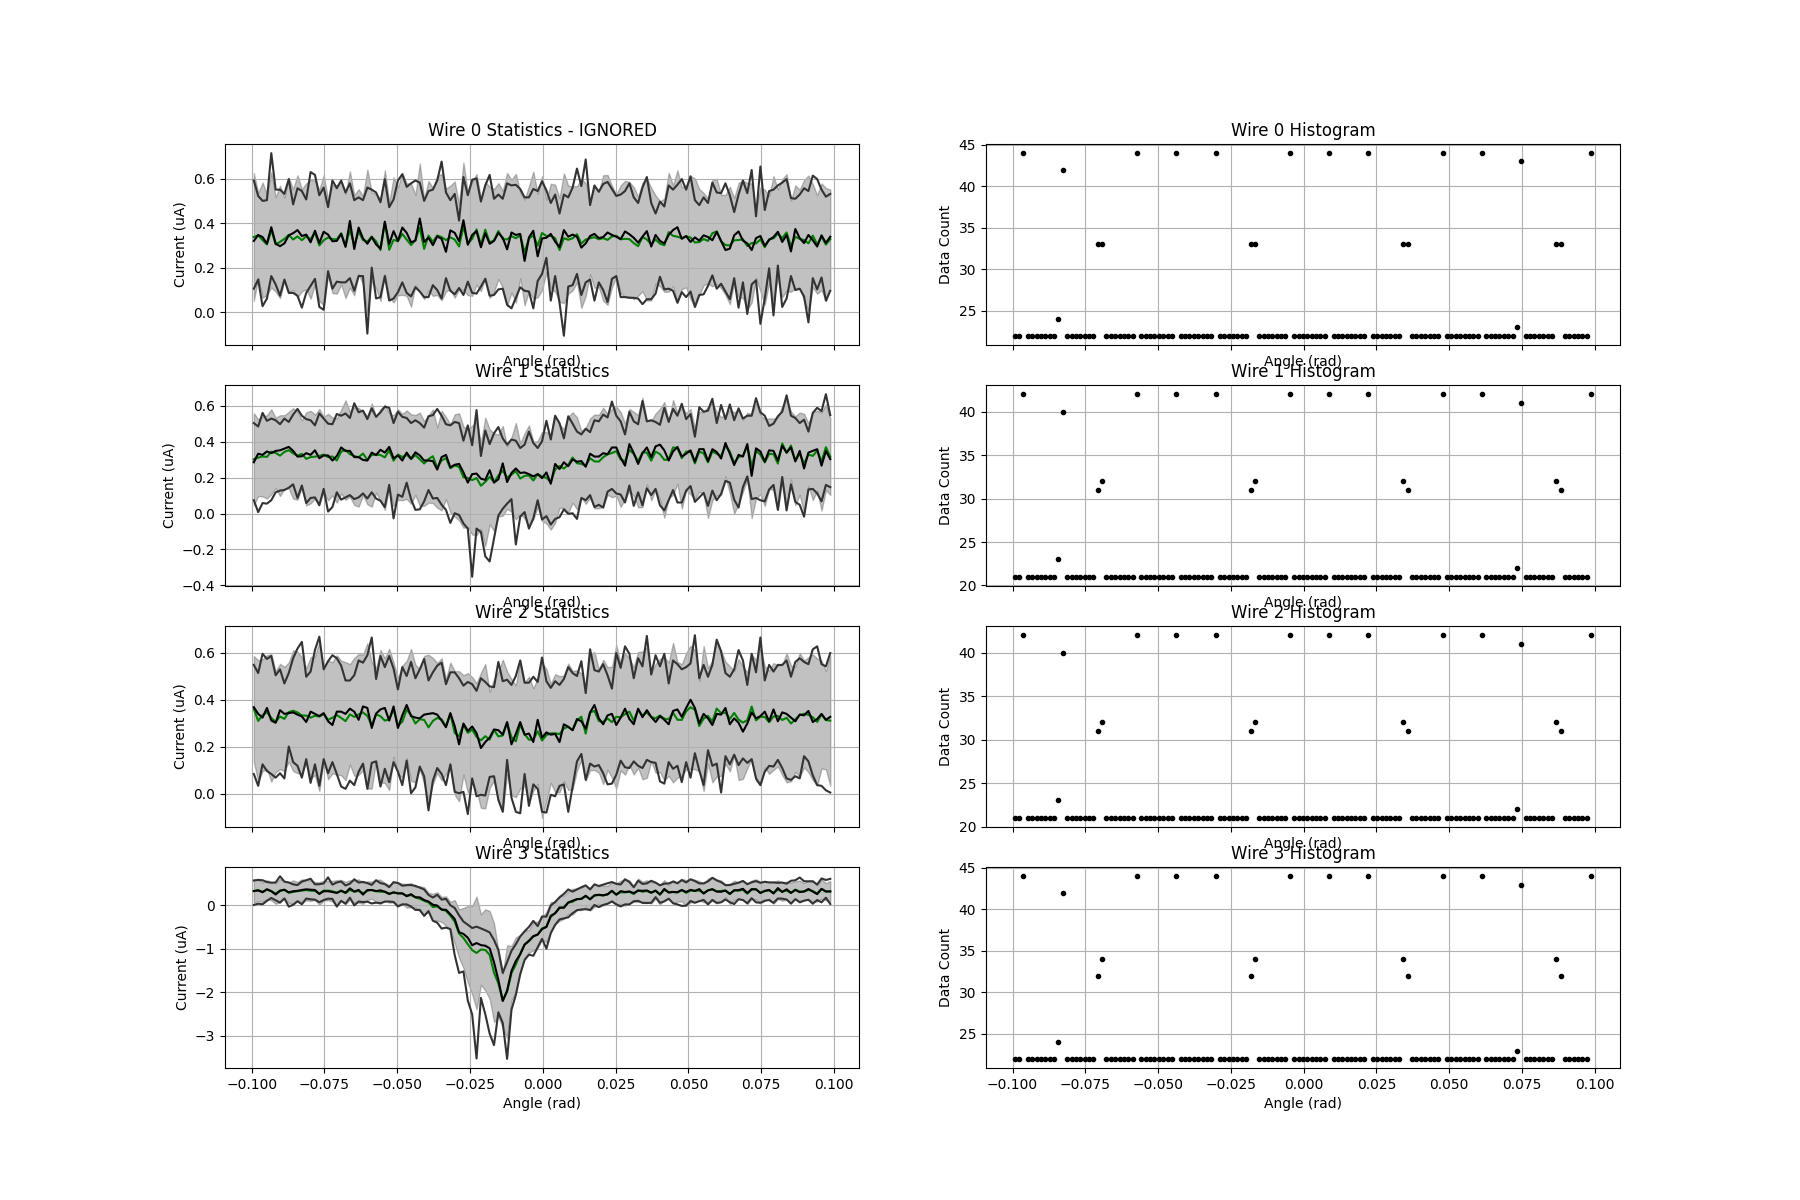 Wire 0 Statistics - IGNORED
Current (uA)
0.6
0.4
0.2
0.0
Angle (rad)
Wire 0 Histogram
Data Count
45
40
35
30
25
Angle (rad)
Wire 1 Statistics
Current (uA)
0.6
0.4
0.2
0.0
−0.2
−0.4
Angle (rad)
Wire 1 Histogram
Data Count
40
35
30
25
20
Angle (rad)
Wire 2 Statistics
Current (uA)
0.6
0.4
0.2
0.0
Angle (rad)
Wire 2 Histogram
Data Count
40
35
30
25
20
Angle (rad)
Wire 3 Statistics
Current (uA)
0
−1
−2
−3
−0.100 −0.075 −0.050 −0.025 0.000 0.025 0.050 0.075 0.100
Angle (rad)
Wire 3 Histogram
Data Count
45
40
35
30
25
−0.100 −0.075 −0.050 −0.025 0.000 0.025 0.050 0.075 0.100
Angle (rad)